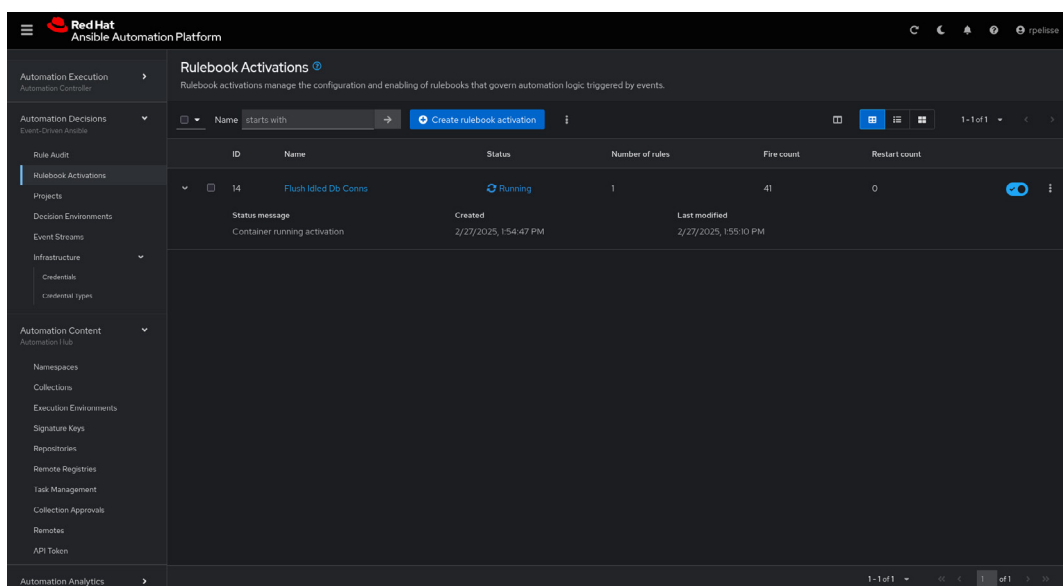 Red Hat
Ansible Automation Platform
rpelisse
Automation Execution
Automation Controller
Automation Decisions
Event-Driven Ansible
Rule Audit
Rulebook Activations
Projects
Decision Environments
Event Streams
Infrastructure
Credentials
Credential Types
Automation Content
Automation Hub
Namespaces
Collections
Execution Environments
Signature Keys
Repositories
Remote Registries
Task Management
Collection Approvals
Remotes
API Token
Automation Analytics
Rulebook Activations
Rulebook activations manage the configuration and enabling of rulebooks that govern automation logic triggered by events.
Name starts with Create rulebook activation 1-1 of 1
ID Name Status Number of rules Fire count Restart count
14 Flush Idled Db Conns Running 1 41 0
Status message Created Last modified
Container running activation 2/27/2025, 1:54:47 PM 2/27/2025, 1:55:10 PM
1-1 of 1 1 of 1